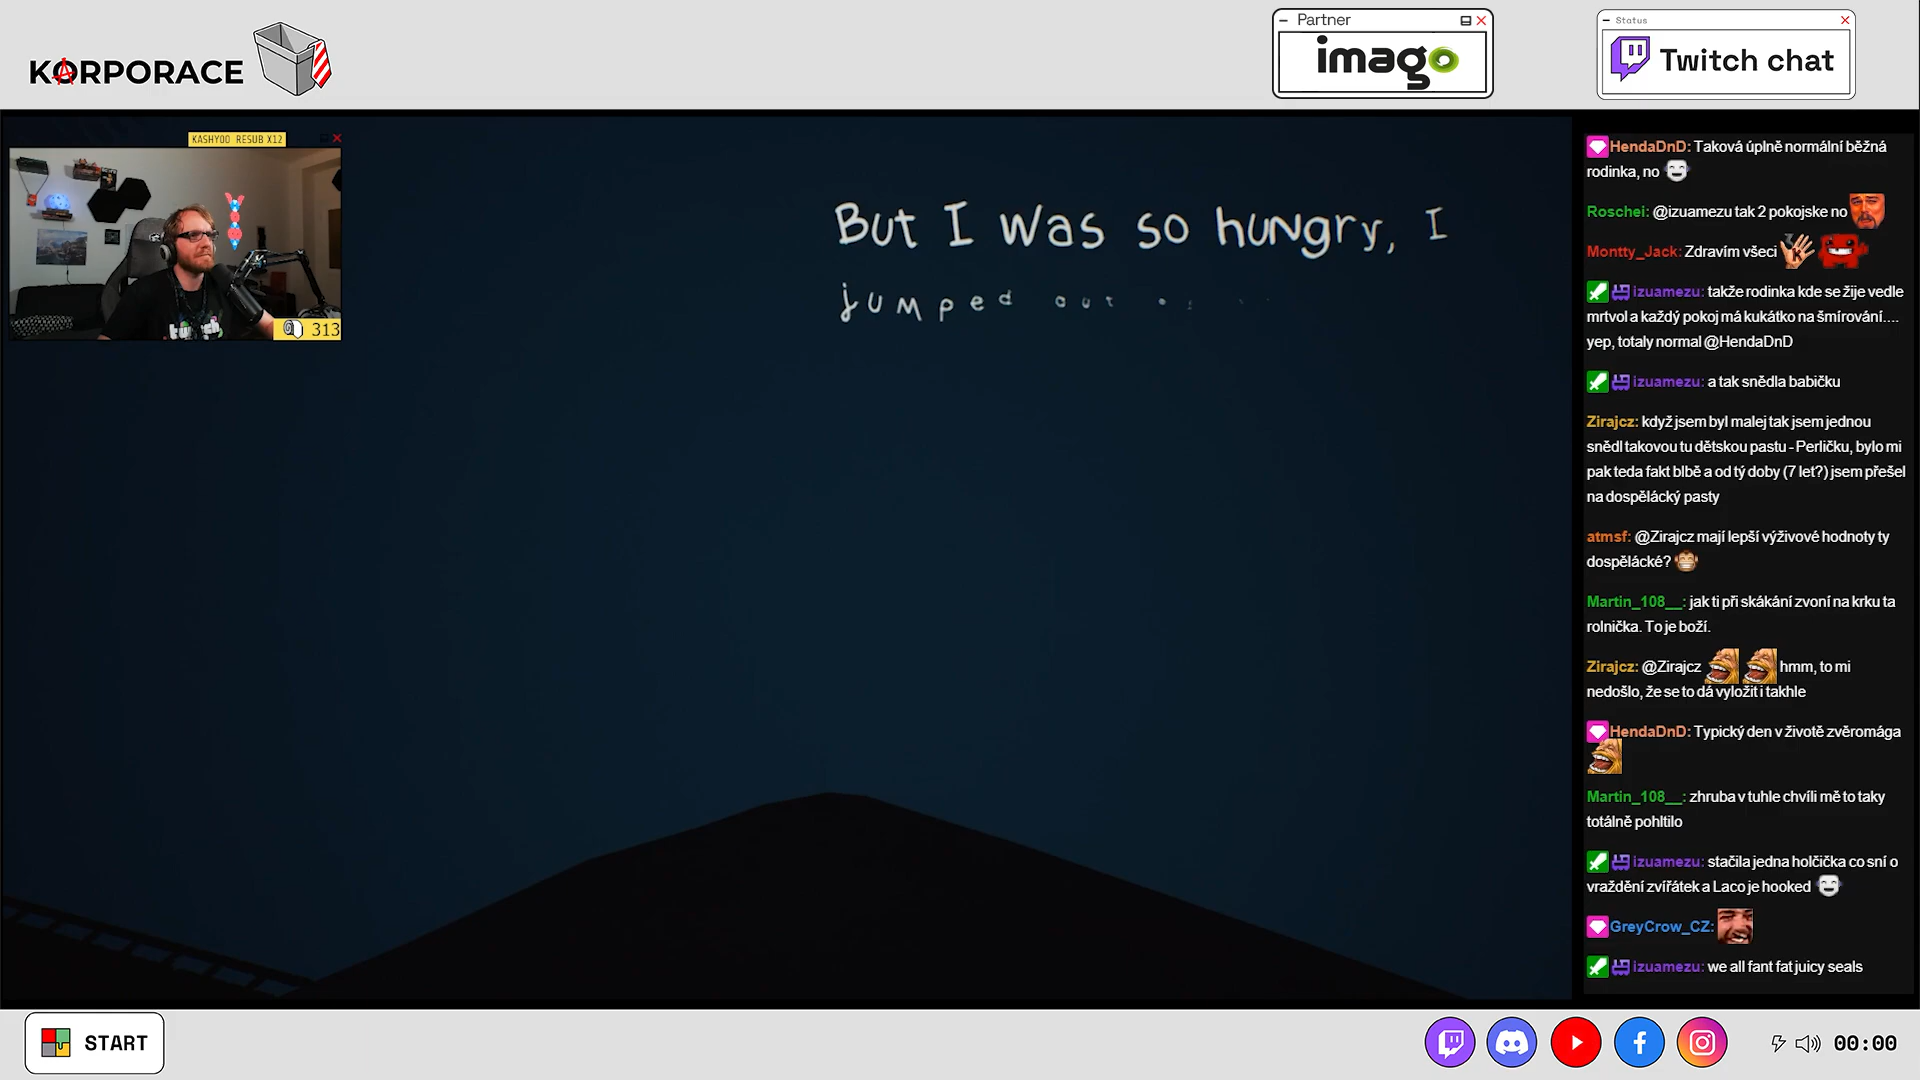 KORPORACE
Partner
imago
Status
Twitch chat
KASHYOO RESUB X12
twitch
313
But I was so hungry, I
jumped out
HendaDnD: Taková úplně normální běžná
rodinka, no
Roschei: @izuamezu tak 2 pokojske no
Montty_Jack: Zdravím všeci
izuamezu: takže rodinka kde se žije vedle
mrtvol a každý pokoj má kukátko na šmírování....
yep, totaly normal @HendaDnD
izuamezu: a tak snědla babičku
Zirajcz: když jsem byl malej tak jsem jednou
snědl takovou tu dětskou pastu - Perličku, bylo mi
pak teda fakt blbě a od tý doby (7 let?) jsem přešel
na dospělácký pasty
atmsf: @Zirajcz mají lepší výživové hodnoty ty
dospělácké?
Martin_108__: jak ti při skákání zvoní na krku ta
rolnička. To je boží.
Zirajcz: @Zirajcz hmm, to mi
nedošlo, že se to dá vyložit i takhle
HendaDnD: Typický den v životě zvěromága
Martin_108__: zhruba v tuhle chvíli mě to taky
totálně pohltilo
izuamezu: stačila jedna holčička co sní o
vraždění zvířátek a Laco je hooked
GreyCrow_CZ:
izuamezu: we all fant fat juicy seals
START
00:00